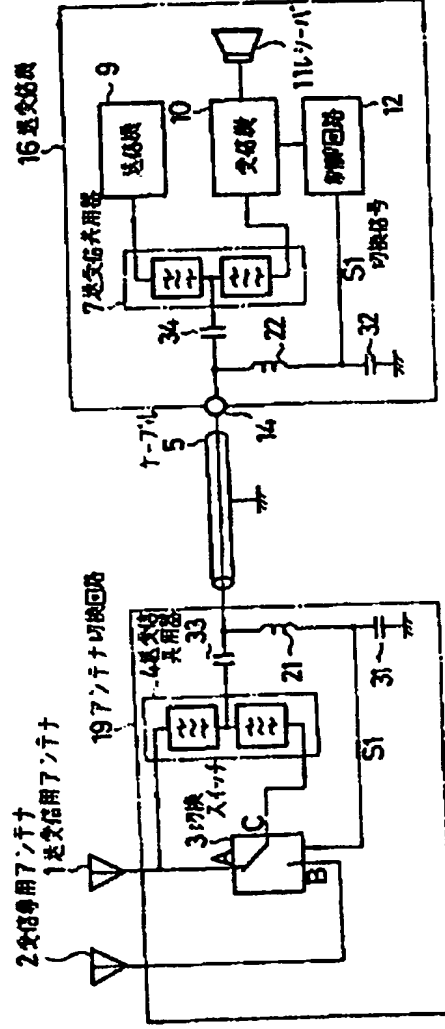 2受信専用アンテナ
1送受信用アンテナ
19アンテナ切換回路
4送受信
共用器
3切換
スイッチ
A
B
C
33
21
31
S1
ケーブル
5
14
16送受信機
7送受信共用器
34
22
32
S1
切換信号
9
送信機
10
受信機
11レシーバ
12
制御回路